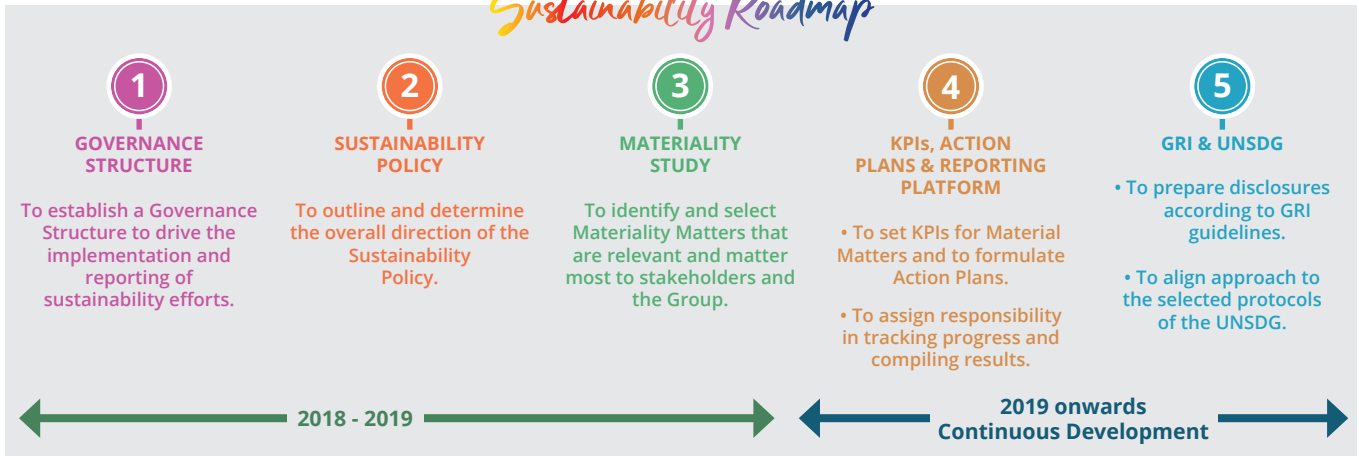 Sustainability Roadmap
1
GOVERNANCE
STRUCTURE
To establish a Governance
Structure to drive the
implementation and
reporting of
sustainability efforts.
2
SUSTAINABILITY
POLICY
To outline and determine
the overall direction of the
Sustainability
Policy.
3
MATERIALITY
STUDY
To identify and select
Materiality Matters that
are relevant and matter
most to stakeholders and
the Group.
4
KPIs, ACTION
PLANS & REPORTING
PLATFORM
• To set KPIs for Material
Matters and to formulate
Action Plans.
• To assign responsibility
in tracking progress and
compiling results.
5
GRI & UNSDG
• To prepare disclosures
according to GRI
guidelines.
• To align approach to
the selected protocols
of the UNSDG.
2018 - 2019
2019 onwards
Continuous Development